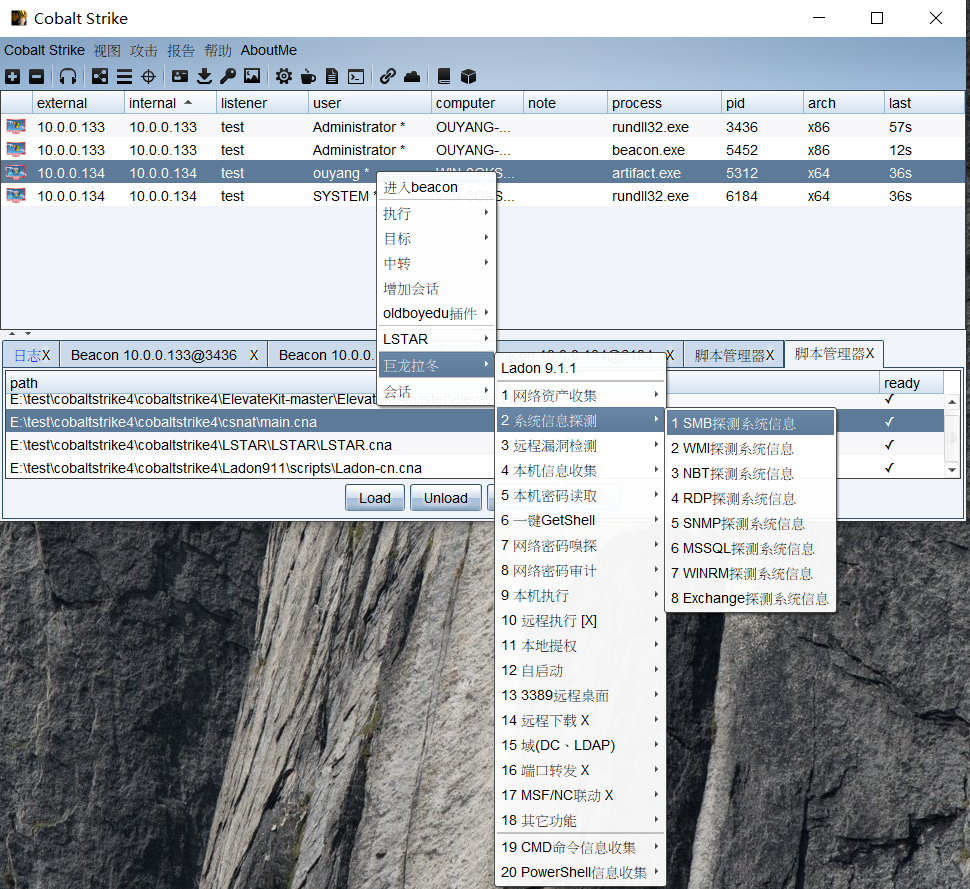 Cobalt Strike
Cobalt Strike 视图 攻击 报告 帮助 AboutMe
external internal listener user computer note process pid arch last
10.0.0.133 10.0.0.133 test Administrator * OUYANG-... rundll32.exe 3436 x86 57s
10.0.0.133 10.0.0.133 test Administrator * OUYANG-... beacon.exe 5452 x86 12s
10.0.0.134 10.0.0.134 test ouyang * artifact.exe 5312 x64 36s
10.0.0.134 10.0.0.134 test SYSTEM * rundll32.exe 6184 x64 36s
进入beacon
执行
目标
中转
增加会话
oldboyedu插件
LSTAR
巨龙拉冬
会话
日志X Beacon 10.0.0.133@3436 X Beacon 10.0.0. X 脚本管理器X 脚本管理器X
path ready
E:\test\cobaltstrike4\cobaltstrike4\ElevateKit-master\Elevat ✓
E:\test\cobaltstrike4\cobaltstrike4\csnat\main.cna ✓
E:\test\cobaltstrike4\cobaltstrike4\LSTAR\LSTAR\LSTAR.cna ✓
E:\test\cobaltstrike4\cobaltstrike4\Ladon911\scripts\Ladon-cn.cna ✓
Load Unload
Ladon 9.1.1
1 网络资产收集
2 系统信息探测
3 远程漏洞检测
4 本机信息收集
5 本机密码读取
6 一键GetShell
7 网络密码嗅探
8 网络密码审计
9 本机执行
10 远程执行 [X]
11 本地提权
12 自启动
13 3389远程桌面
14 远程下载 X
15 域(DC、LDAP)
16 端口转发 X
17 MSF/NC联动 X
18 其它功能
19 CMD命令信息收集
20 PowerShell信息收集
1 SMB探测系统信息
2 WMI探测系统信息
3 NBT探测系统信息
4 RDP探测系统信息
5 SNMP探测系统信息
6 MSSQL探测系统信息
7 WINRM探测系统信息
8 Exchange探测系统信息